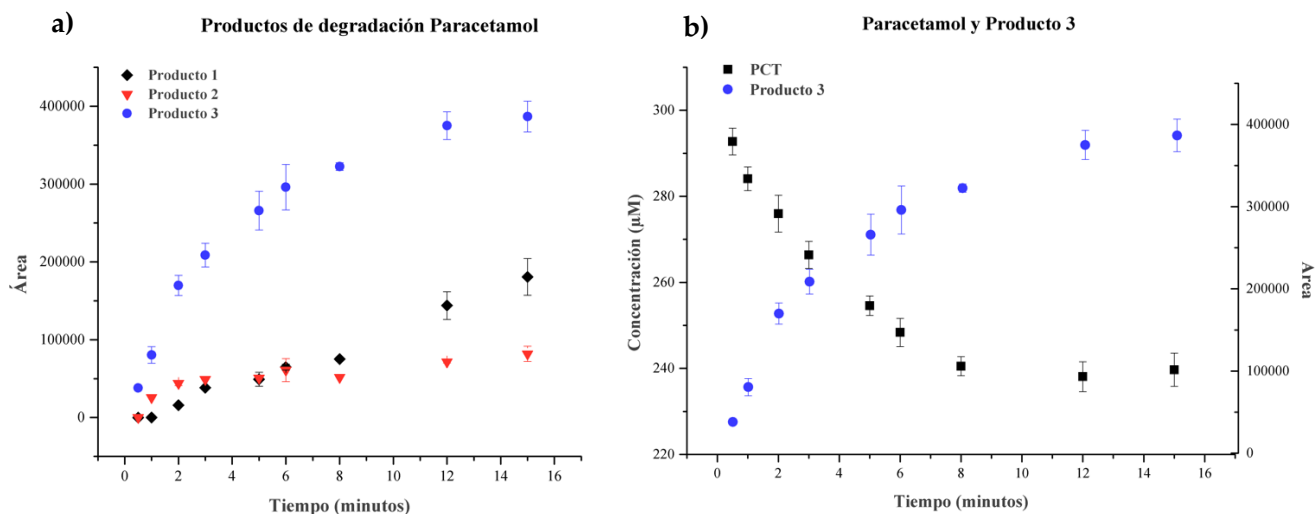 a)
Productos de degradación Paracetamol
Producto 1
Producto 2
Producto 3
400000
300000
200000
100000
0
Área
0 2 4 6 8 10 12 14 16
Tiempo (minutos)
b)
Paracetamol y Producto 3
PCT
Producto 3
300
280
260
240
220
Concentración (µM)
400000
300000
200000
100000
0
Área
0 2 4 6 8 10 12 14 16
Tiempo (minutos)